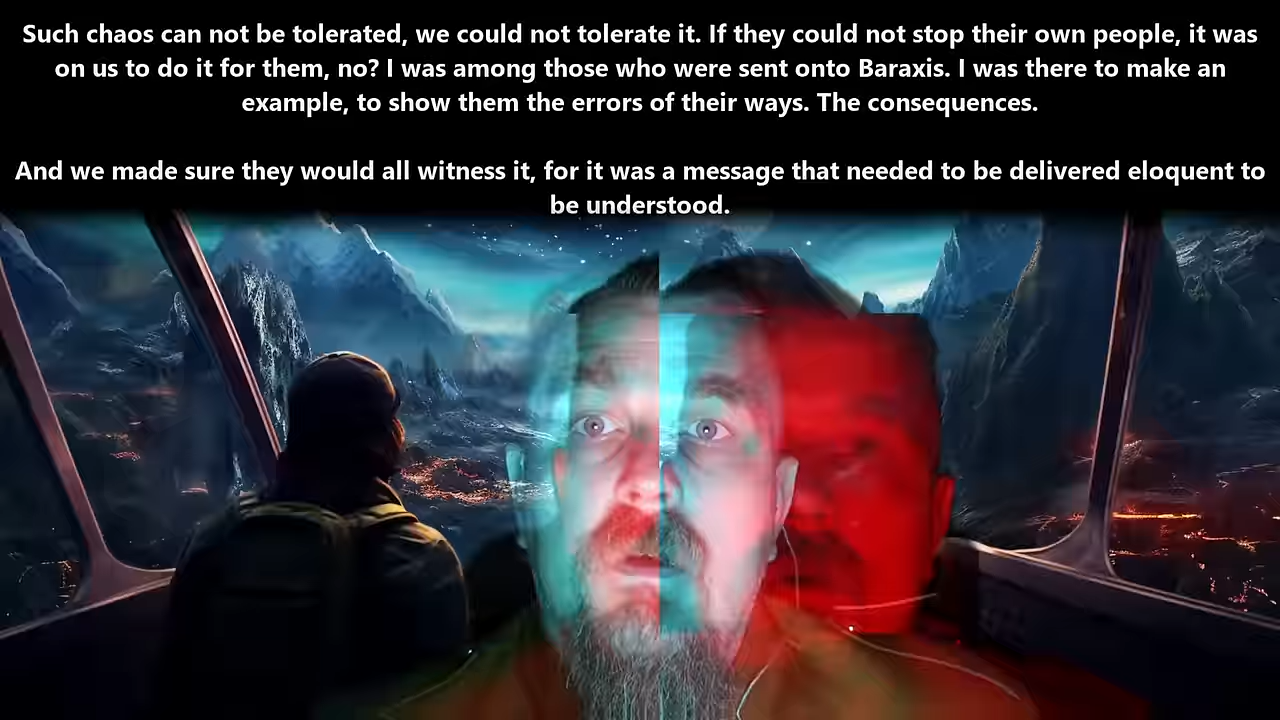 Such chaos can not be tolerated, we could not tolerate it. If they could not stop their own people, it was
on us to do it for them, no? I was among those who were sent onto Baraxis. I was there to make an
example, to show them the errors of their ways. The consequences.
And we made sure they would all witness it, for it was a message that needed to be delivered eloquent to
be understood.